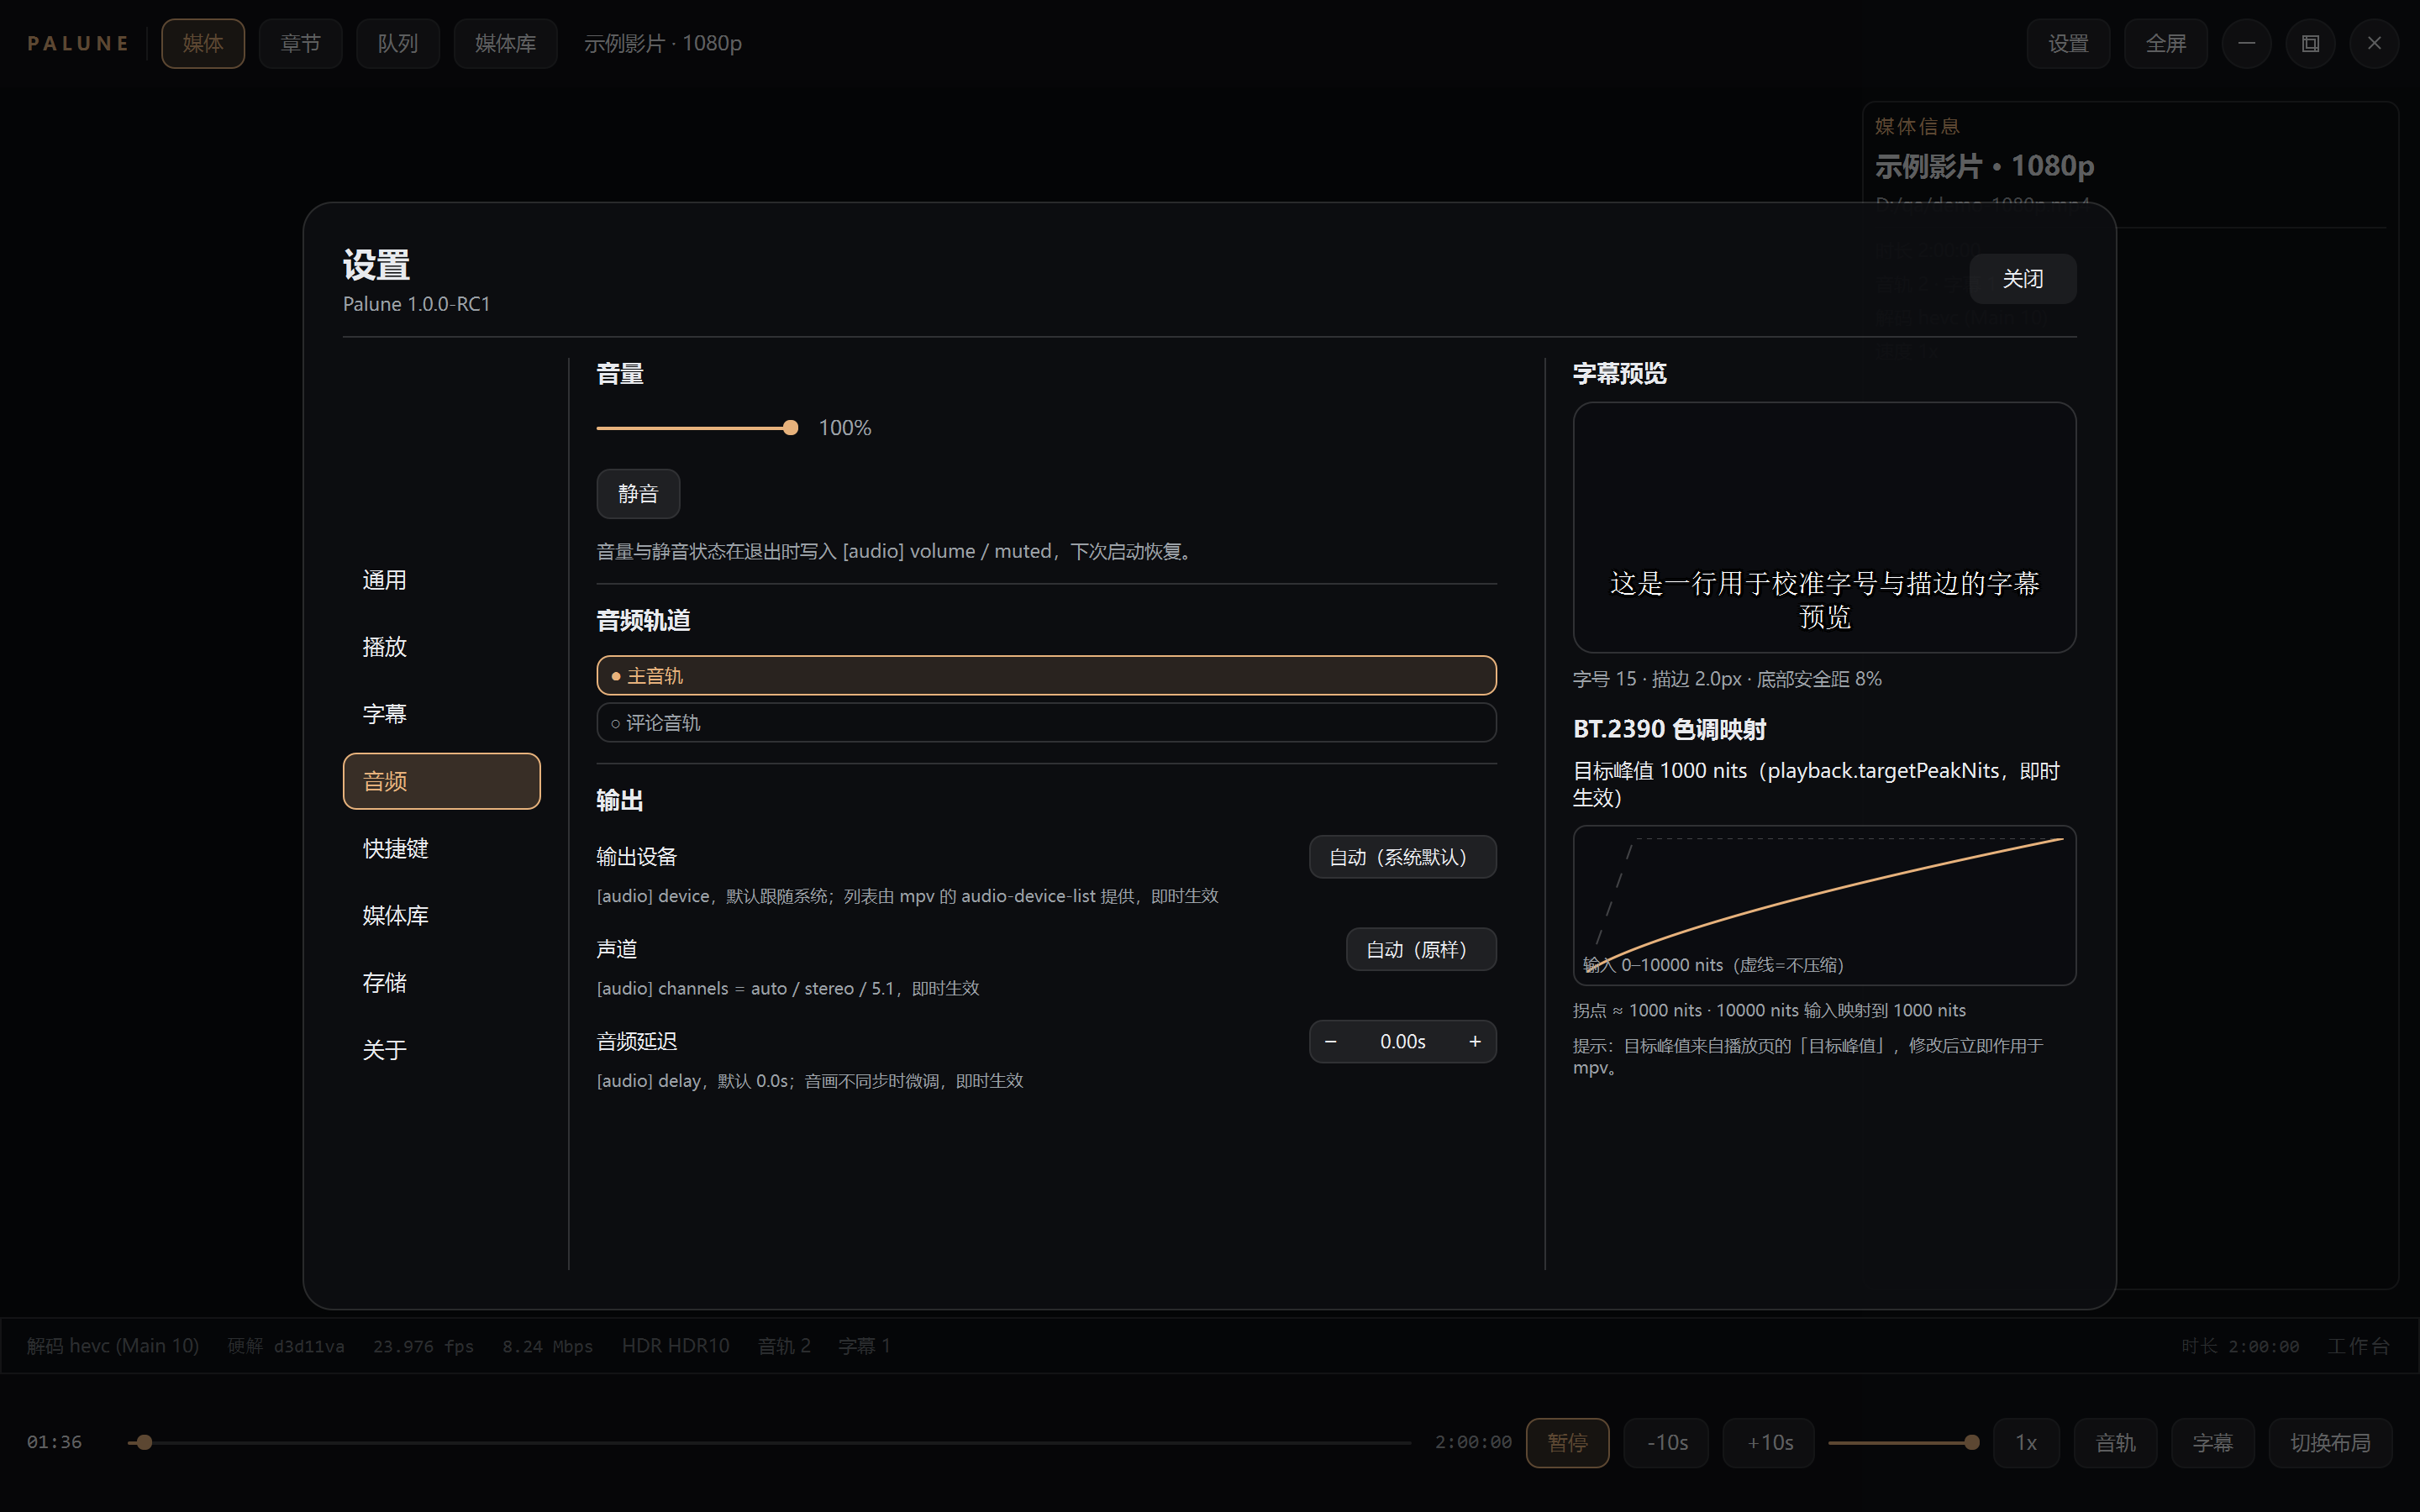 PALUNE
媒体
章节
队列
媒体库
示例影片 · 1080p
设置
全屏
媒体信息
示例影片 • 1080p
设置
Palune 1.0.0-RC1
关闭
通用
播放
字幕
音频
快捷键
媒体库
存储
关于
音量
100%
静音
音量与静音状态在退出时写入 [audio] volume / muted，下次启动恢复。
音频轨道
主音轨
评论音轨
输出
输出设备
自动（系统默认）
[audio] device，默认跟随系统；列表由 mpv 的 audio-device-list 提供，即时生效
声道
自动（原样）
[audio] channels = auto / stereo / 5.1，即时生效
音频延迟
− 0.00s +
[audio] delay，默认 0.0s；音画不同步时微调，即时生效
字幕预览
这是一行用于校准字号与描边的字幕
预览
字号 15 · 描边 2.0px · 底部安全距 8%
BT.2390 色调映射
目标峰值 1000 nits（playback.targetPeakNits，即时
生效）
输入 0–10000 nits（虚线=不压缩）
拐点 ≈ 1000 nits · 10000 nits 输入映射到 1000 nits
提示：目标峰值来自播放页的「目标峰值」，修改后立即作用于
mpv。
解码 hevc (Main 10)
硬解 d3d11va
23.976 fps
8.24 Mbps
HDR HDR10
音轨 2
字幕 1
时长 2:00:00
工作台
01:36
2:00:00
暂停
-10s
+10s
1x
音轨
字幕
切换布局